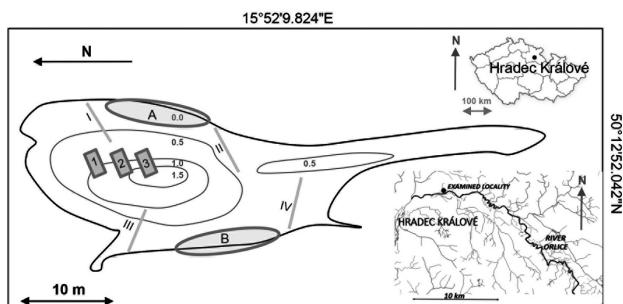 15°52'9.824"E
N
N
Hradec Králové
100 km
50°12'52.042"N
A
0.0
I
0.5
II
1
2
3
1.0
1.5
0.5
III
IV
B
10 m
EXAMINED LOCALITY
N
HRADEC KRÁLOVÉ
RIVER
ORLICE
10 km